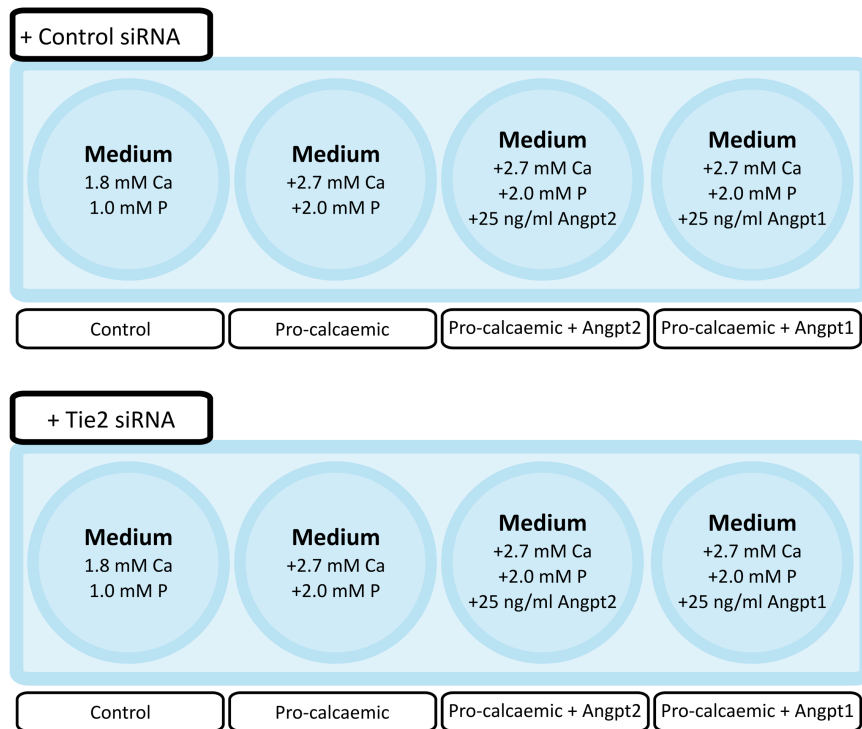 + Control siRNA
Medium
1.8 mM Ca
1.0 mM P
Medium
+2.7 mM Ca
+2.0 mM P
Medium
+2.7 mM Ca
+2.0 mM P
+25 ng/ml Angpt2
Medium
+2.7 mM Ca
+2.0 mM P
+25 ng/ml Angpt1
Control
Pro-calcaemic
Pro-calcaemic + Angpt2
Pro-calcaemic + Angpt1
+ Tie2 siRNA
Medium
1.8 mM Ca
1.0 mM P
Medium
+2.7 mM Ca
+2.0 mM P
Medium
+2.7 mM Ca
+2.0 mM P
+25 ng/ml Angpt2
Medium
+2.7 mM Ca
+2.0 mM P
+25 ng/ml Angpt1
Control
Pro-calcaemic
Pro-calcaemic + Angpt2
Pro-calcaemic + Angpt1